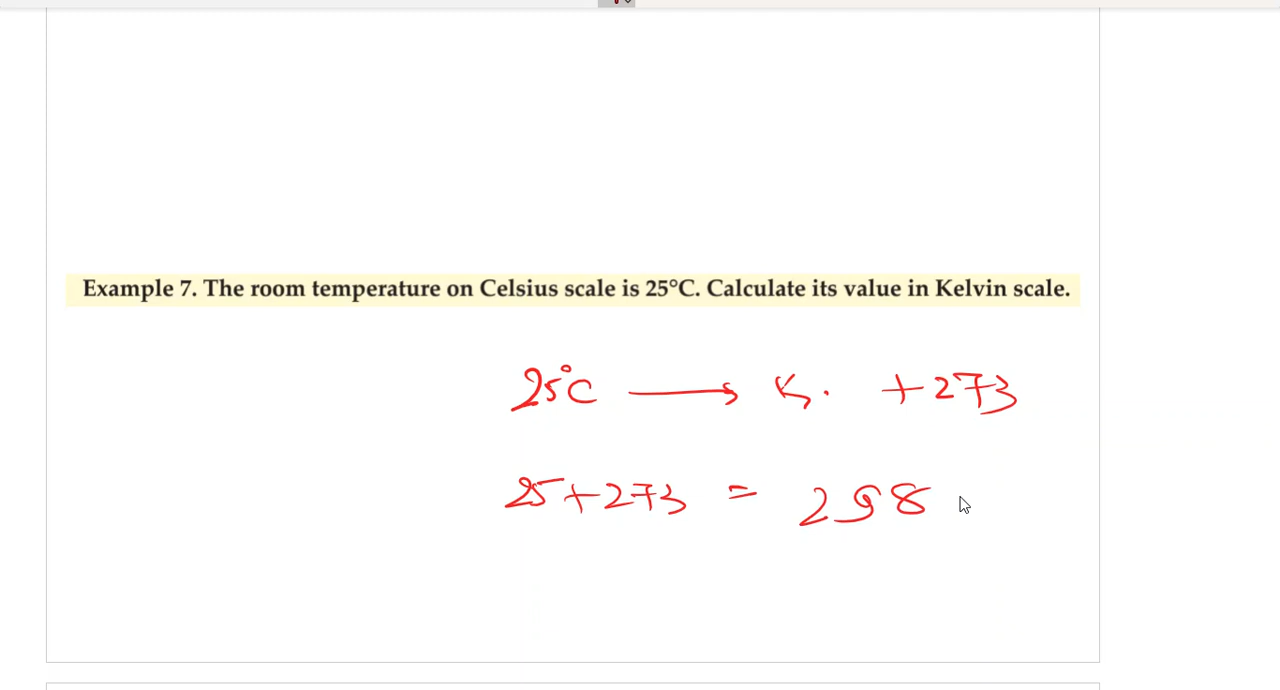 Example 7. The room temperature on Celsius scale is 25°C. Calculate its value in Kelvin scale.
25°C → K. +273
25+273 = 298